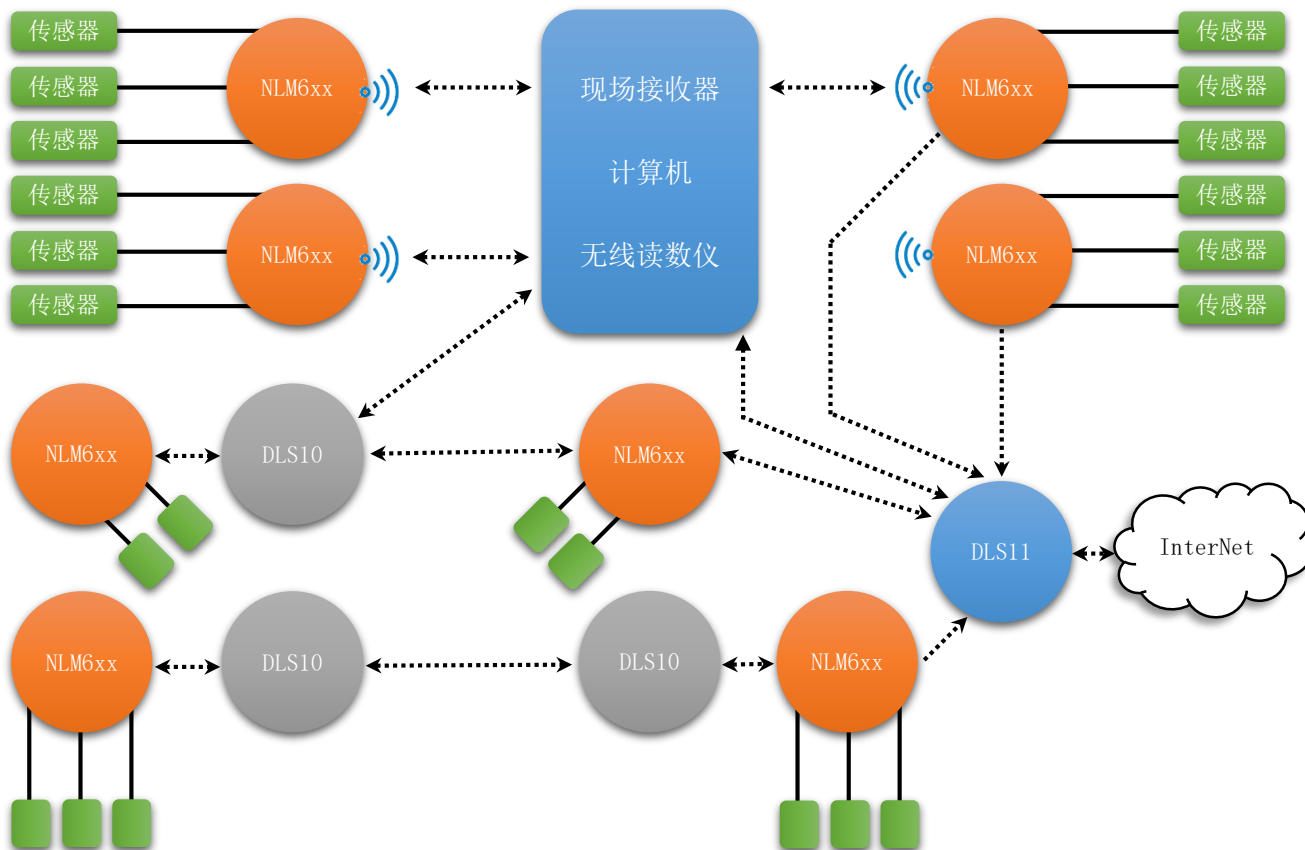 传感器
传感器
传感器
传感器
传感器
传感器
NLM6xx
NLM6xx
现场接收器
计算机
无线读数仪
NLM6xx
NLM6xx
传感器
传感器
传感器
传感器
传感器
传感器
NLM6xx
DLS10
NLM6xx
DLS11
InterNet
NLM6xx
DLS10
DLS10
NLM6xx